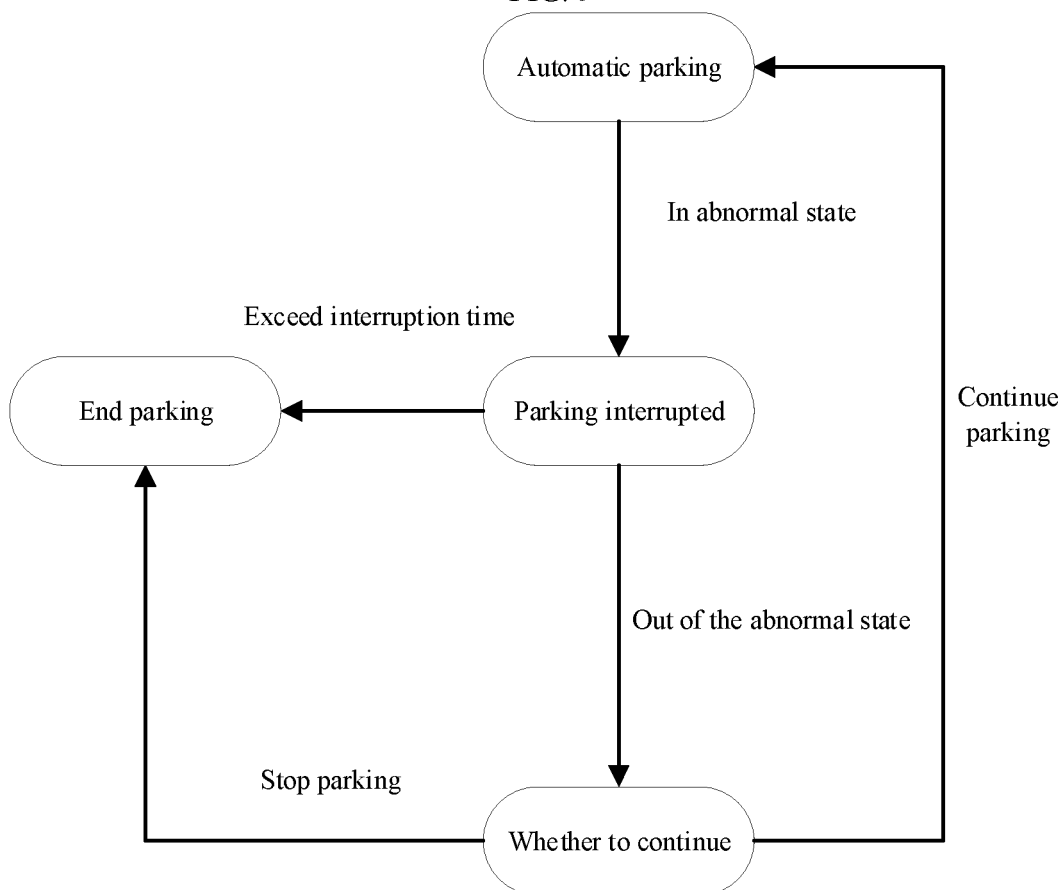 Automatic parking
In abnormal state
Exceed interruption time
End parking
Parking interrupted
Continue
parking
Out of the abnormal state
Stop parking
Whether to continue